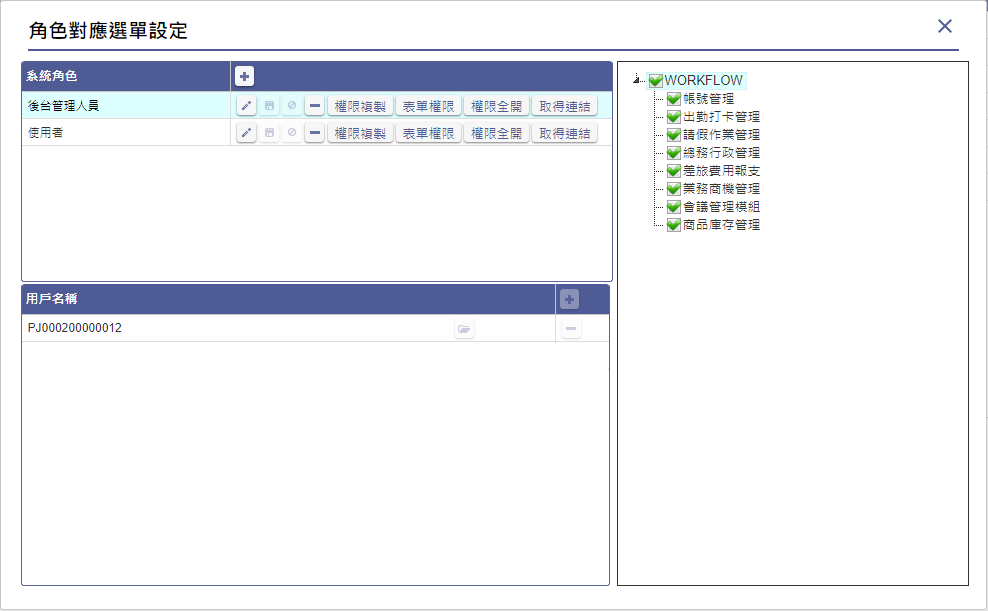 角色對應選單設定
系統角色
後台管理人員 權限複製 表單權限 權限全開 取得連結
使用者 權限複製 表單權限 權限全開 取得連結
用戶名稱
PJ000200000012
WORKFLOW
帳號管理
出勤打卡管理
請假作業管理
總務行政管理
差旅費用報支
業務商機管理
會議管理模組
商品庫存管理